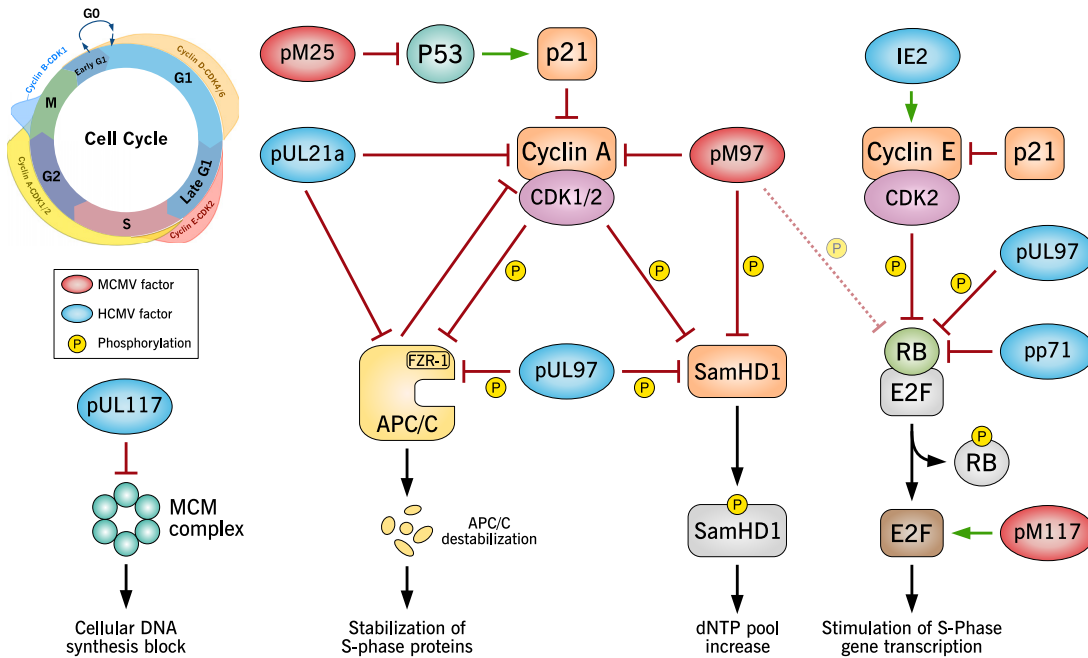 G0
Cyclin B-CDK1
Cyclin D-CDK4/6
Early G1
G1
M
Cell Cycle
G2
Late G1
S
Cyclin A-CDK1/2
Cyclin E-CDK2
MCMV factor
HCMV factor
P Phosphorylation
pUL117
MCM
complex
Cellular DNA
synthesis block
pM25
P53
p21
pUL21a
Cyclin A
CDK1/2
pM97
P
P
P
P
FZR-1
APC/C
pUL97
P
P
SamHD1
APC/C
destabilization
P
SamHD1
Stabilization of
S-phase proteins
dNTP pool
increase
IE2
Cyclin E
p21
CDK2
P
P
pUL97
RB
E2F
pp71
P
RB
E2F
pM117
Stimulation of S-Phase
gene transcription